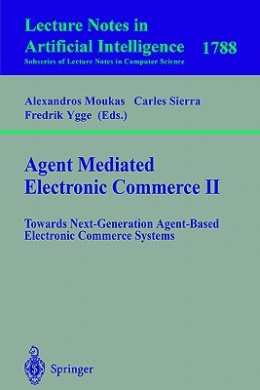 Lecture Notes in
Artificial Intelligence 1788
Subseries of Lecture Notes in Computer Science
Alexandros Moukas Carles Sierra
Fredrik Ygge (Eds.)
Agent Mediated
Electronic Commerce II
Towards Next-Generation Agent-Based
Electronic Commerce Systems
Springer